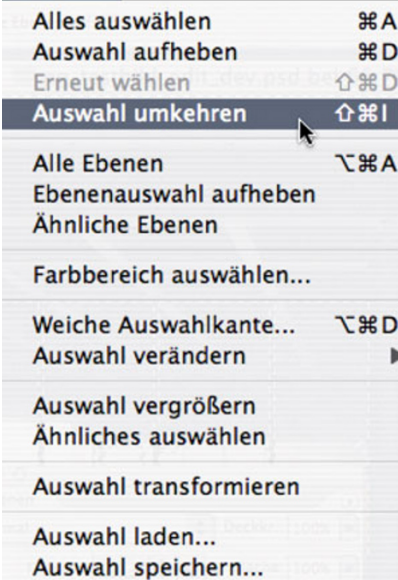 Alles auswählen ⌘A
Auswahl aufheben ⌘D
Erneut wählen ⇧⌘D
Auswahl umkehren ⇧⌘I
Alle Ebenen ⌥⌘A
Ebenenauswahl aufheben
Ähnliche Ebenen
Farbbereich auswählen...
Weiche Auswahlkante... ⌥⌘D
Auswahl verändern ▶
Auswahl vergrößern
Ähnliches auswählen
Auswahl transformieren
Auswahl laden...
Auswahl speichern...